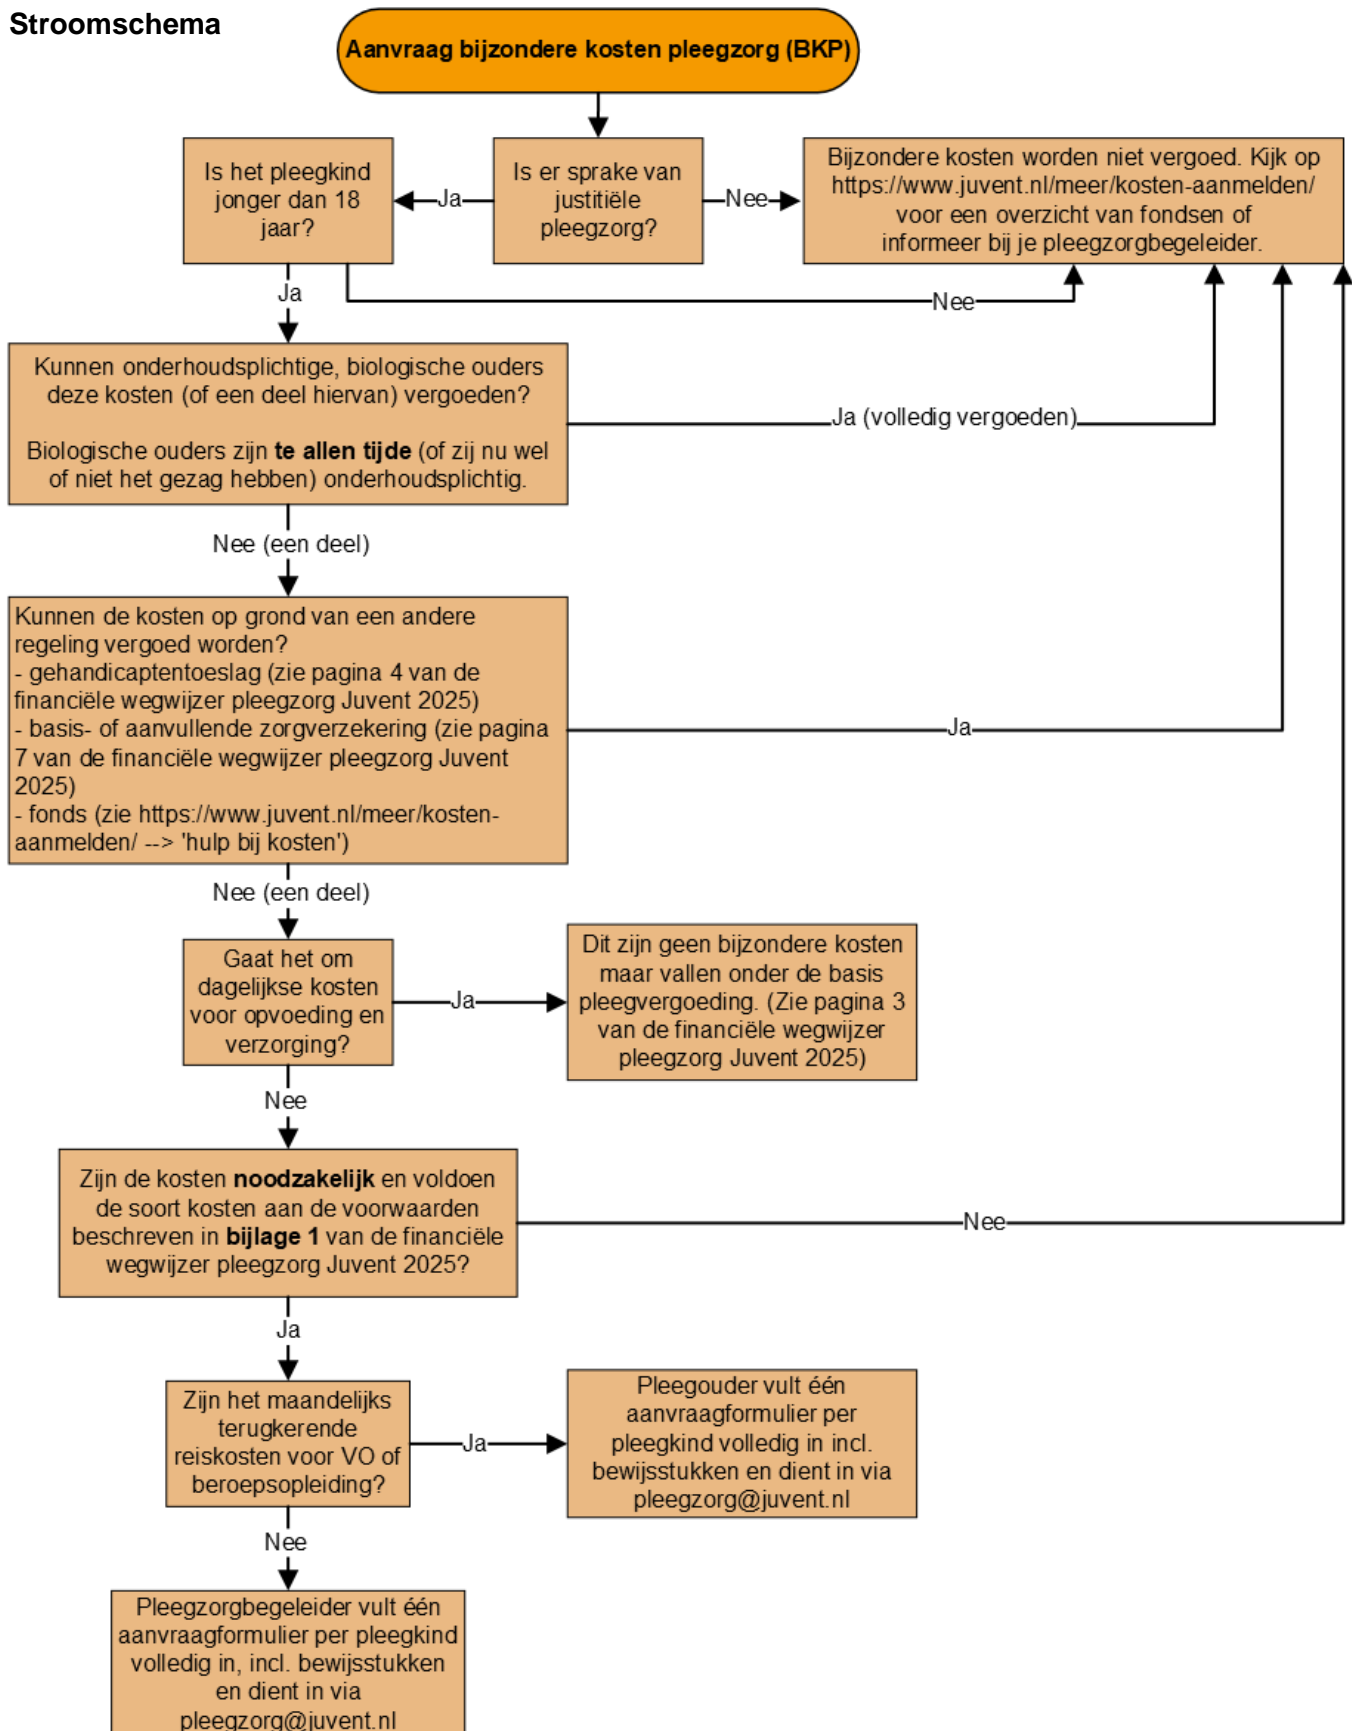 Stroomschema
Aanvraag bijzondere kosten pleegzorg (BKP)
Is het pleegkind
jonger dan 18
jaar?
Ja
Is er sprake van
justitiële
pleegzorg?
Nee
Bijzondere kosten worden niet vergoed. Kijk op
https://www.juvent.nl/meer/kosten-aanmelden/
voor een overzicht van fondsen of
informeer bij je pleegzorgbegeleider.
Ja
Nee
Kunnen onderhoudsplichtige, biologische ouders
deze kosten (of een deel hiervan) vergoeden?
Biologische ouders zijn te allen tijde (of zij nu wel
of niet het gezag hebben) onderhoudsplichtig.
Ja (volledig vergoeden)
Nee (een deel)
Kunnen de kosten op grond van een andere
regeling vergoed worden?
- gehandicaptentoeslag (zie pagina 4 van de
financiële wegwijzer pleegzorg Juvent 2025)
- basis- of aanvullende zorgverzekering (zie pagina
7 van de financiële wegwijzer pleegzorg Juvent
2025)
- fonds (zie https://www.juvent.nl/meer/kosten-
aanmelden/ --> 'hulp bij kosten')
Ja
Nee (een deel)
Gaat het om
dagelijkse kosten
voor opvoeding en
verzorging?
Ja
Dit zijn geen bijzondere kosten
maar vallen onder de basis
pleegvergoeding. (Zie pagina 3
van de financiële wegwijzer
pleegzorg Juvent 2025)
Nee
Zijn de kosten noodzakelijk en voldoen
de soort kosten aan de voorwaarden
beschreven in bijlage 1 van de financiële
wegwijzer pleegzorg Juvent 2025?
Nee
Ja
Zijn het maandelijks
terugkerende
reiskosten voor VO of
beroepsopleiding?
Ja
Pleegouder vult één
aanvraagformulier per
pleegkind volledig in incl.
bewijsstukken en dient in via
pleegzorg@juvent.nl
Nee
Pleegzorgbegeleider vult één
aanvraagformulier per pleegkind
volledig in, incl. bewijsstukken
en dient in via
pleegzorg@juvent.nl